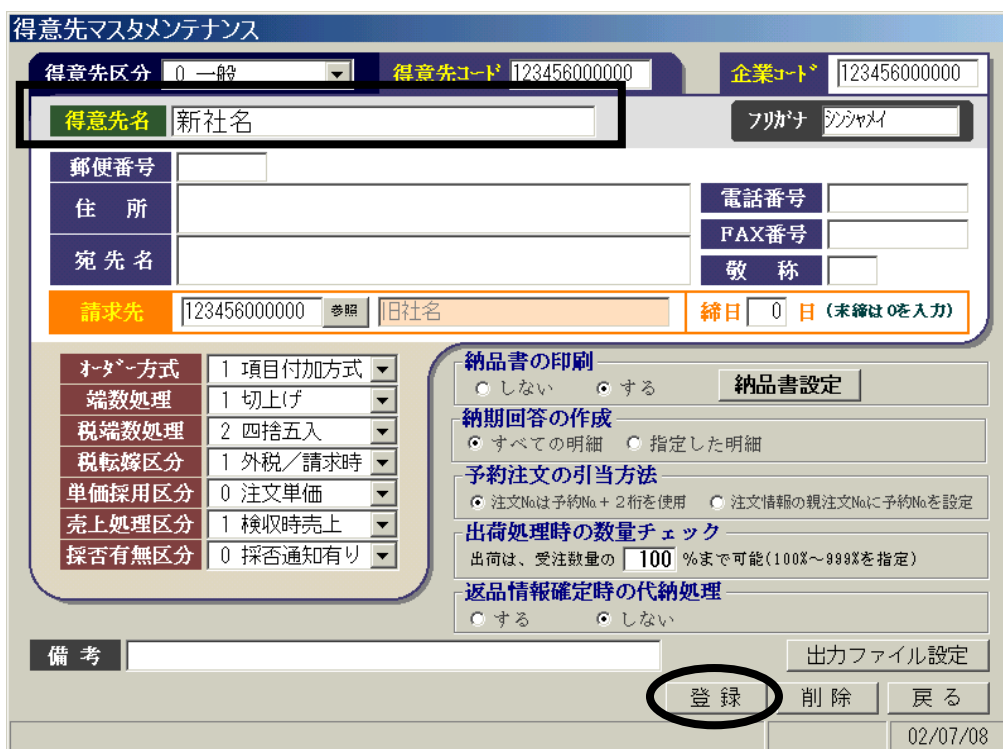 得意先マスタメンテナンス
得意先区分 0 一般 得意先ｺｰﾄﾞ 123456000000 企業ｺｰﾄﾞ 123456000000
得意先名 新社名 ﾌﾘｶﾞﾅ ｼﾝｼｬﾒｲ
郵便番号
住 所 電話番号
FAX番号
宛先名 敬 称
請求先 123456000000 参照 旧社名 締日 0 日 (末締は0を入力)
ｵｰﾀﾞｰ方式 1 項目付加方式
端数処理 1 切上げ
税端数処理 2 四捨五入
税転嫁区分 1 外税／請求時
単価採用区分 0 注文単価
売上処理区分 1 検収時売上
採否有無区分 0 採否通知有り
納品書の印刷
しない する 納品書設定
納期回答の作成
すべての明細 指定した明細
予約注文の引当方法
注文№は予約№＋２桁を使用 注文情報の親注文№に予約№を設定
出荷処理時の数量チェック
出荷は、受注数量の 100 %まで可能(100%～999%を指定)
返品情報確定時の代納処理
する しない
備 考 出力ファイル設定
登 録 削 除 戻 る
02/07/08